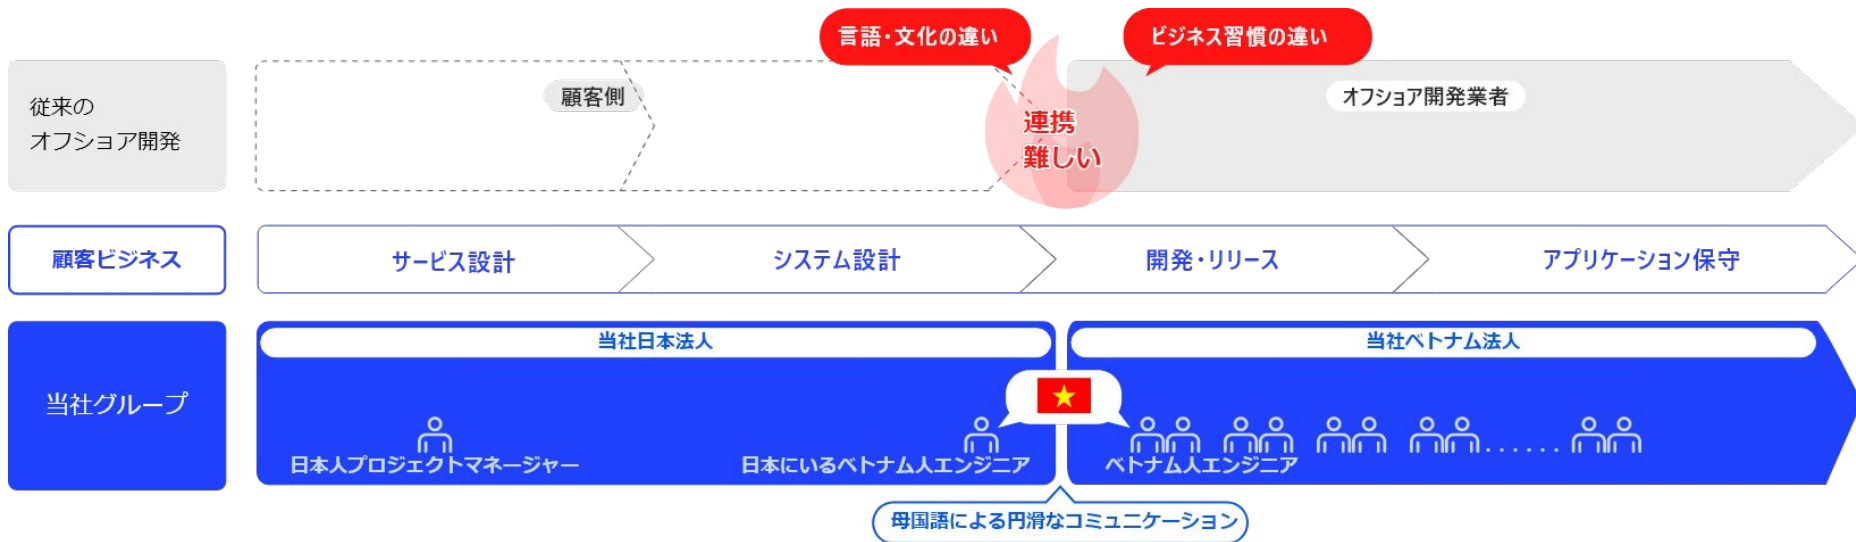 言語・文化の違い
ビジネス習慣の違い
従来の
オフショア開発
顧客側
連携
難しい
オフショア開発業者
顧客ビジネス
サービス設計
システム設計
開発・リリース
アプリケーション保守
当社グループ
当社日本法人
当社ベトナム法人
日本人プロジェクトマネージャー
日本にいるベトナム人エンジニア
ベトナム人エンジニア
......
母国語による円滑なコミュニケーション